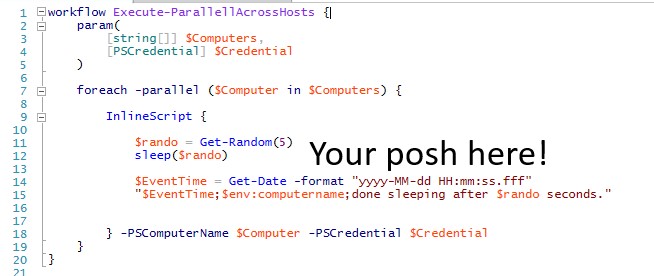 1 workflow Execute-ParallellAcrossHosts {
2 param(
3 [string[]] $Computers,
4 [PSCredential] $Credential
5 )
6
7 foreach -parallel ($Computer in $Computers) {
8
9 InlineScript {
10
11 $rando = Get-Random(5)
12 sleep($rando)
Your posh here!
13
14 $EventTime = Get-Date -format "yyyy-MM-dd HH:mm:ss.fff"
15 "$EventTime;$env:computername;done sleeping after $rando seconds."
16
17
18 } -PSComputerName $Computer -PSCredential $Credential
19 }
20 }
21